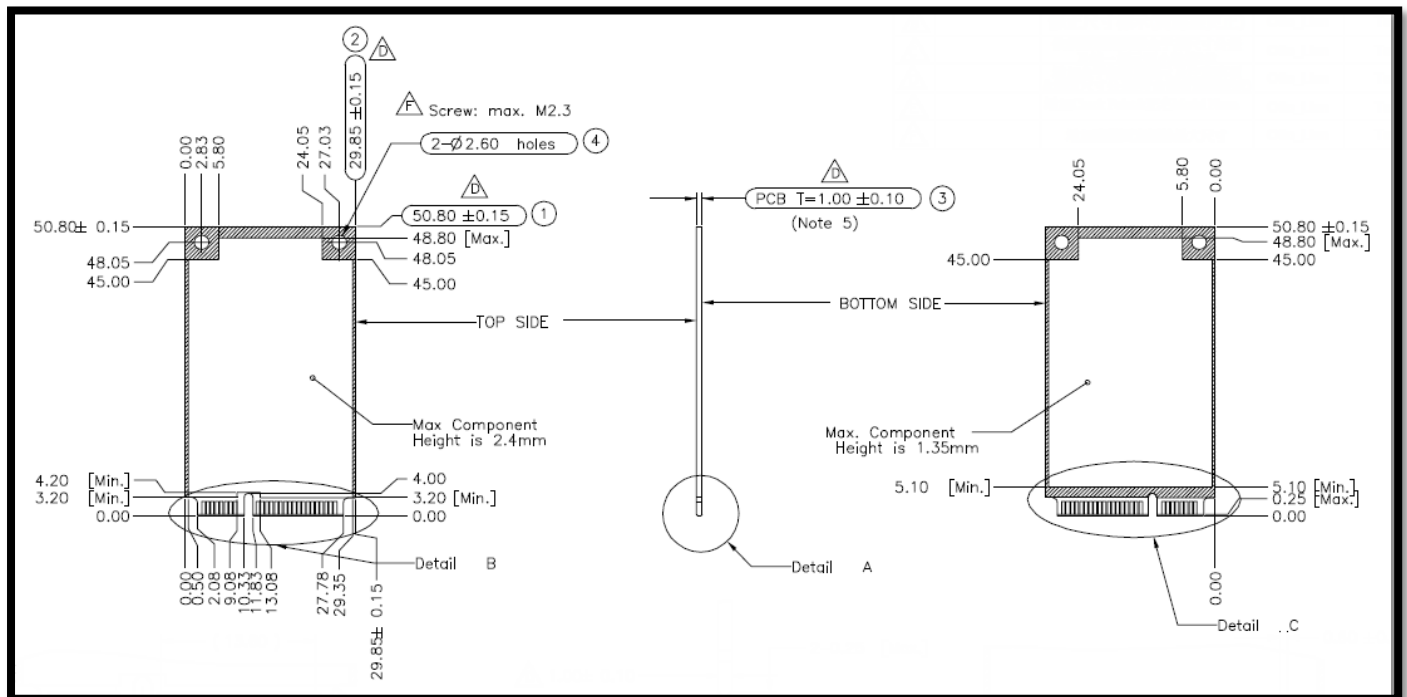 2
D
29.85 ±0.15
F
Screw: max. M2.3
2-Ø2.60 holes
4
0.00
2.83
5.80
24.05
27.03
D
50.80 ±0.15
1
50.80± 0.15
48.80 [Max.]
48.05
48.05
45.00
45.00
TOP SIDE
Max Component
Height is 2.4mm
4.20 [Min.]
4.00
3.20 [Min.]
3.20 [Min.]
0.00
0.00
Detail B
0.00
0.50
2.08
9.08
10.33
11.83
13.08
27.78
29.35
29.85± 0.15
D
PCB T=1.00 ±0.10
3
(Note 5)
BOTTOM SIDE
Detail A
24.05
5.80
0.00
50.80 ±0.15
48.80 [Max.]
45.00
45.00
Max. Component
Height is 1.35mm
5.10 [Min.]
5.10 [Min.]
0.25 [Max.]
0.00
0.00
Detail ..C